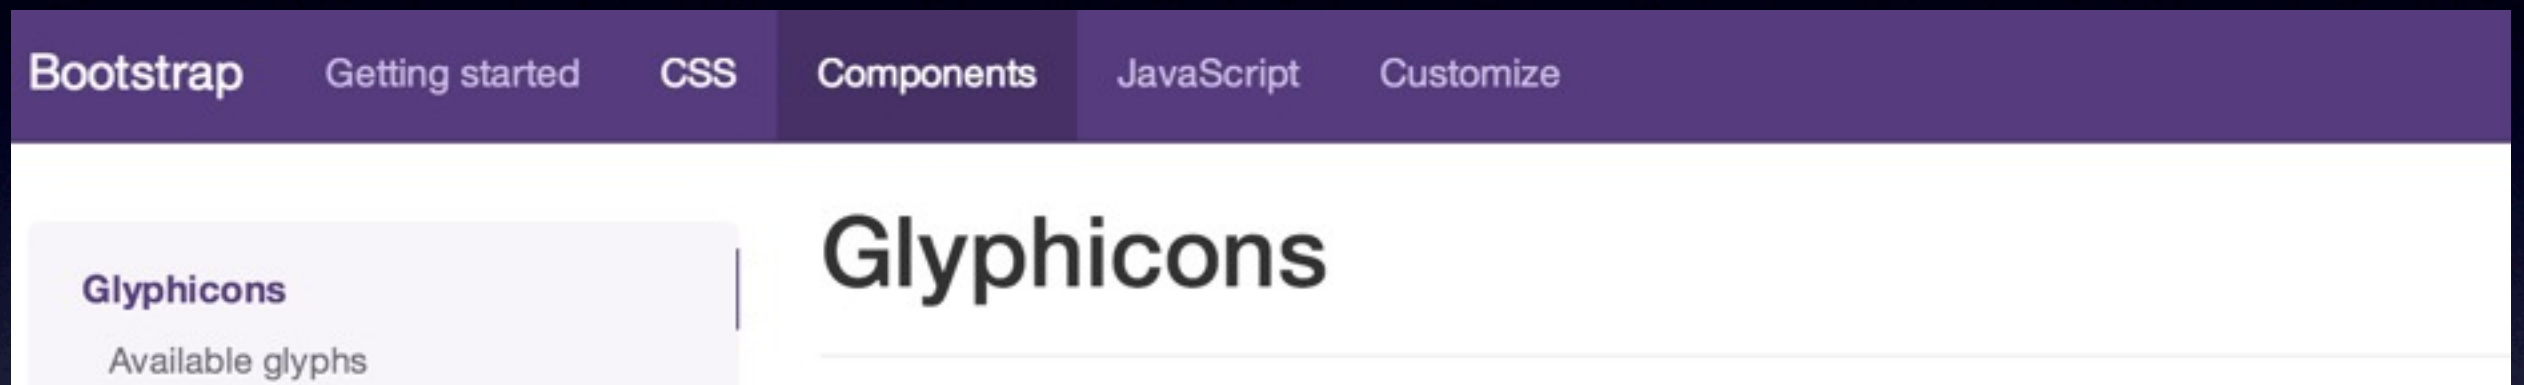 Bootstrap Getting started CSS Components JavaScript Customize
Glyphicons
Glyphicons
Available glyphs